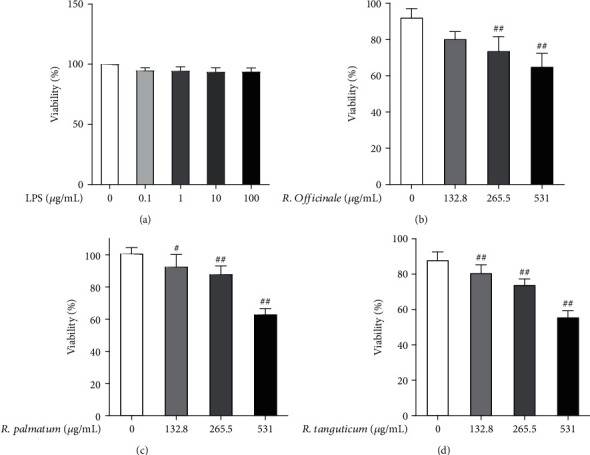 150
100
50
0
Viability (%)
LPS (μg/mL)
0 0.1 1 10 100
(a)
100
80
60
40
20
0
Viability (%)
##
##
R. Officinale (μg/mL)
0 132.8 265.5 531
(b)
100
80
60
40
20
0
Viability (%)
#
##
##
R. palmatum (μg/mL)
0 132.8 265.5 531
(c)
100
80
60
40
20
0
Viability (%)
##
##
##
R. tanguticum (μg/mL)
0 132.8 265.5 531
(d)